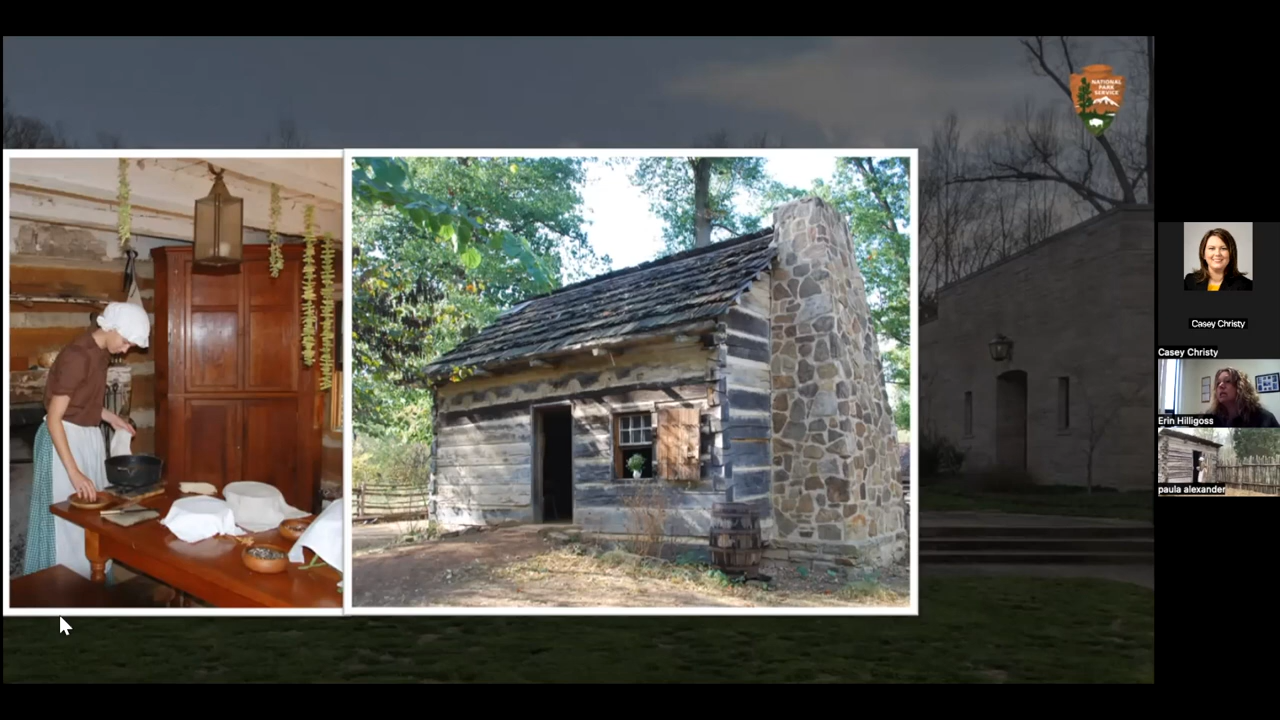 NATIONAL
PARK
SERVICE
Casey Christy
Casey Christy
Erin Hilligoss
paula alexander